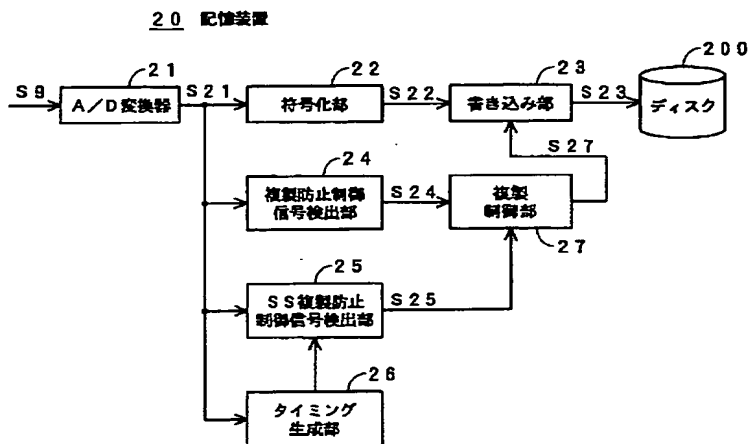 20 記憶装置
S9
21
A/D変換器
S21
22
符号化部
S22
23
書き込み部
S23
200
ディスク
S27
24
複製防止制御
信号検出部
S24
複製
制御部
27
25
SS複製防止
制御信号検出部
S25
26
タイミング
生成部